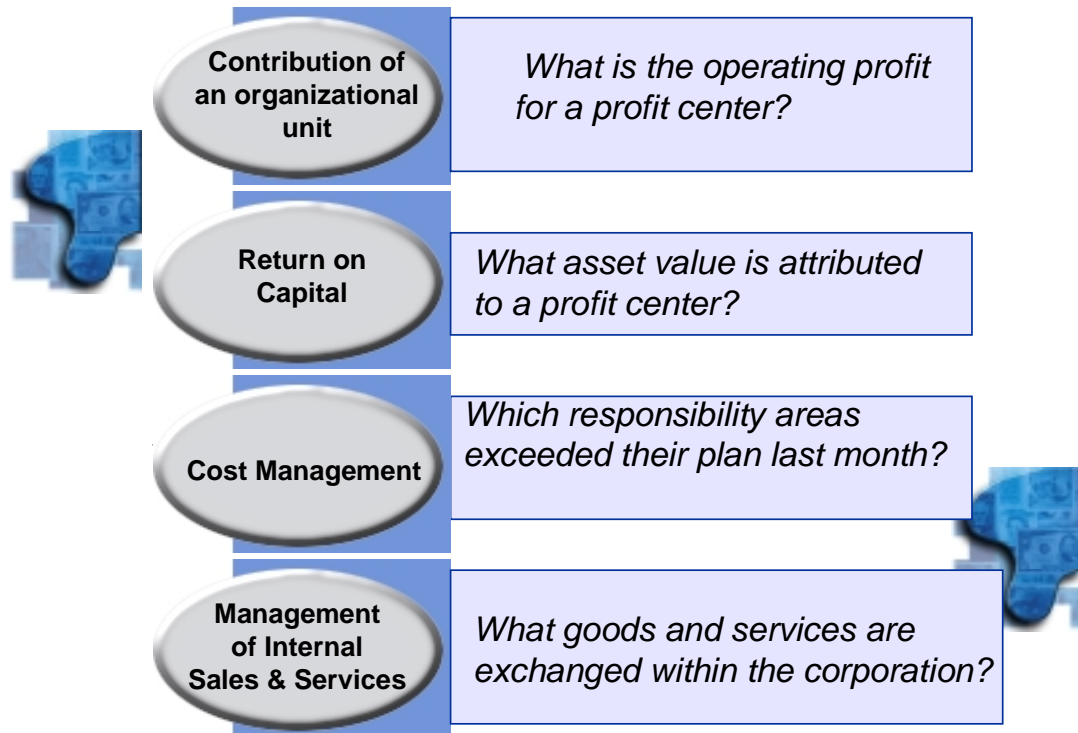 Contribution of
an organizational
unit
What is the operating profit
for a profit center?
Return on
Capital
What asset value is attributed
to a profit center?
Cost Management
Which responsibility areas
exceeded their plan last month?
Management
of Internal
Sales & Services
What goods and services are
exchanged within the corporation?